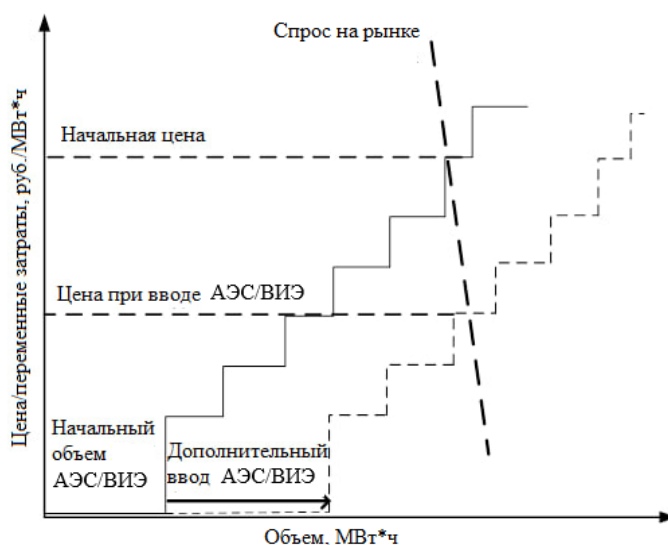 Спрос на рынке
Цена/переменные затраты, руб./МВт*ч
Начальная цена
Цена при вводе АЭС/ВИЭ
Начальный
объем
АЭС/ВИЭ
Дополнительный
ввод АЭС/ВИЭ
Объем, МВт*ч